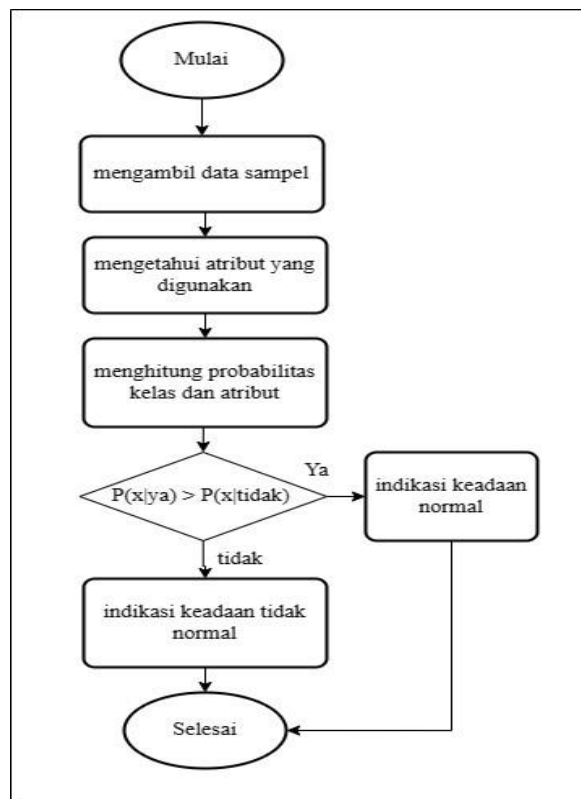 Mulai
mengambil data sampel
mengetahui atribut yang
digunakan
menghitung probabilitas
kelas dan atribut
P(x|ya) > P(x|tidak)
Ya
indikasi keadaan
normal
tidak
indikasi keadaan tidak
normal
Selesai